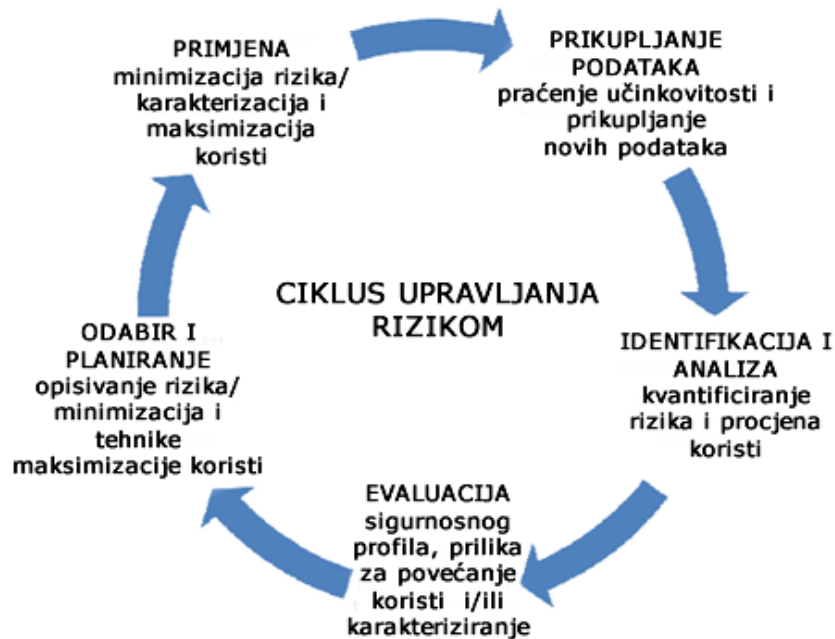 PRIMJENA
minimizacija rizika/
karakterizacija i
maksimizacija
koristi
PRIKUPLJANJE
PODATAKA
praćenje učinkovitosti i
prikupljanje
novih podataka
CIKLUS UPRAVLJANJA
RIZIKOM
IDENTIFIKACIJA I
ANALIZA
kvantificiranje
rizika i procjena
koristi
EVALUACIJA
sigurnosnog
profila, prilika
za povećanje
koristi i/ili
karakteriziranje
ODABIR I
PLANIRANJE
opisivanje rizika/
minimizacija i
tehnike
maksimizacije koristi